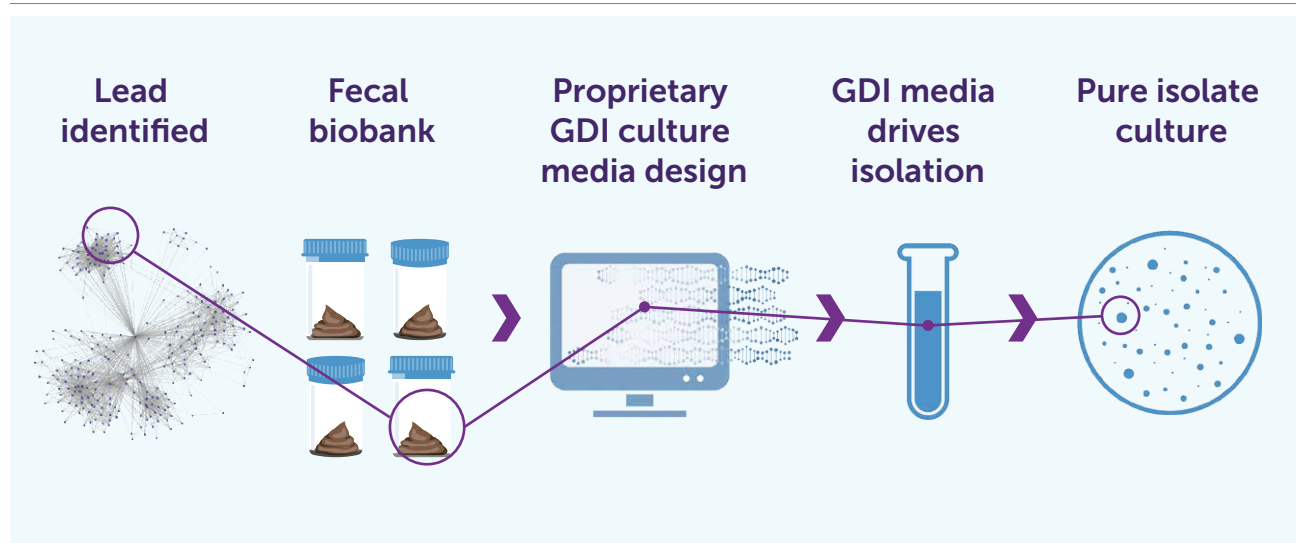 Lead
identified
Fecal
biobank
Proprietary
GDI culture
media design
GDI media
drives
isolation
Pure isolate
culture